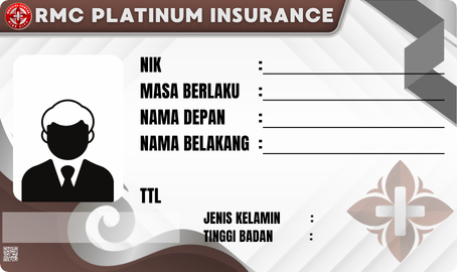 RMC PLATINUM INSURANCE
NIK :
MASA BERLAKU :
NAMA DEPAN :
NAMA BELAKANG :
TTL
JENIS KELAMIN :
TINGGI BADAN :